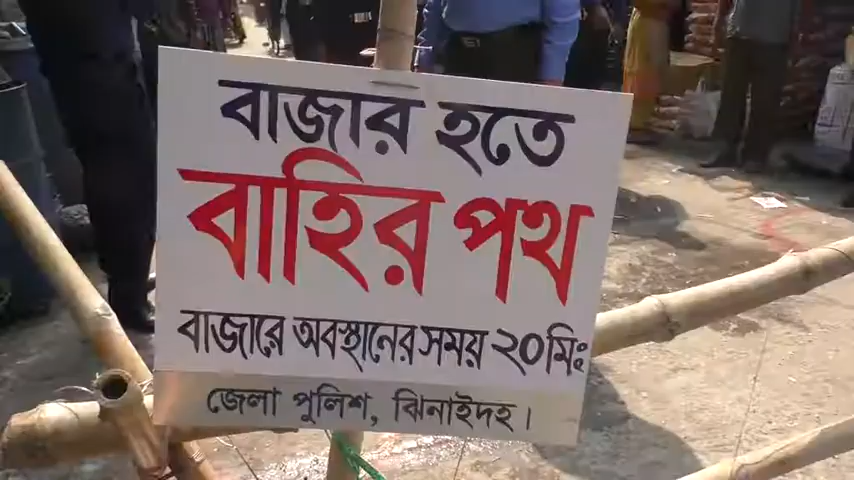 বাজার হতে
বাহির পথ
বাজারে অবস্থানের সময় ২০মিঃ
জেলা পুলিশ, ঝিনাইদহ।